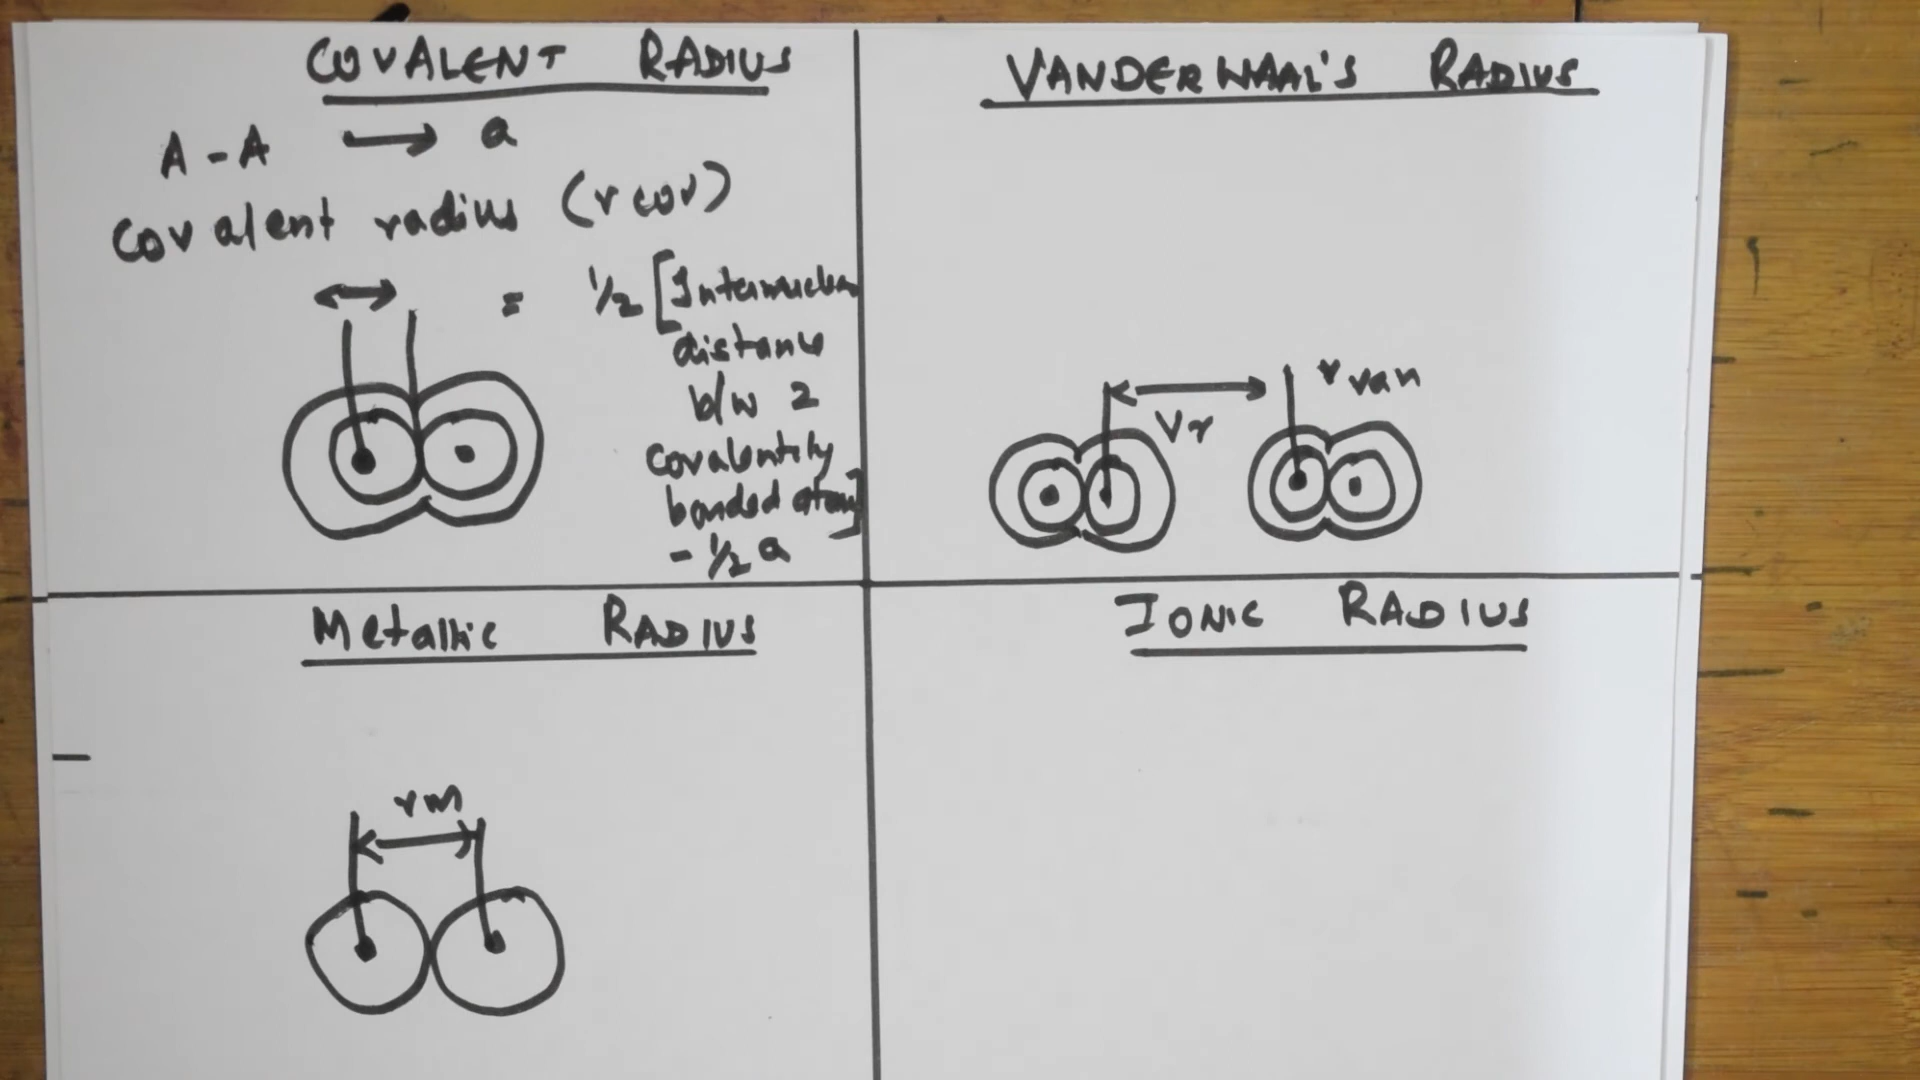 COVALENT RADIUS
A-A → a
Covalent radius (r cov)
= 1/2 [Internuclear
distance
b/w 2
covalently
bonded atom]
- 1/2 a
VANDERWAAL'S RADIUS
r van
Vr
Metallic RADIUS
rm
IONIC RADIUS